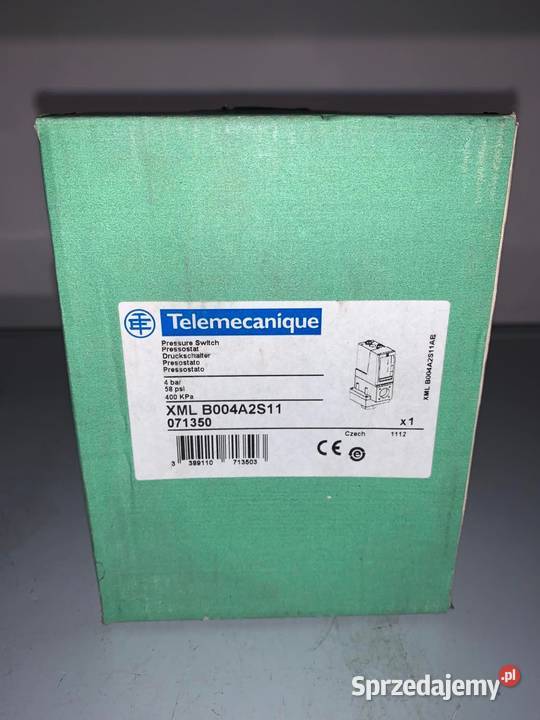 Telemecanique
Pressure Switch
Pressostat
Druckschalter
Presostato
Pressostato
4 bar
58 psi
400 KPa
XML B004A2S11
071350
x 1
Czech 1112
3 389110 713503
CE
XML B004A2S11AB
Sprzedajemy.pl